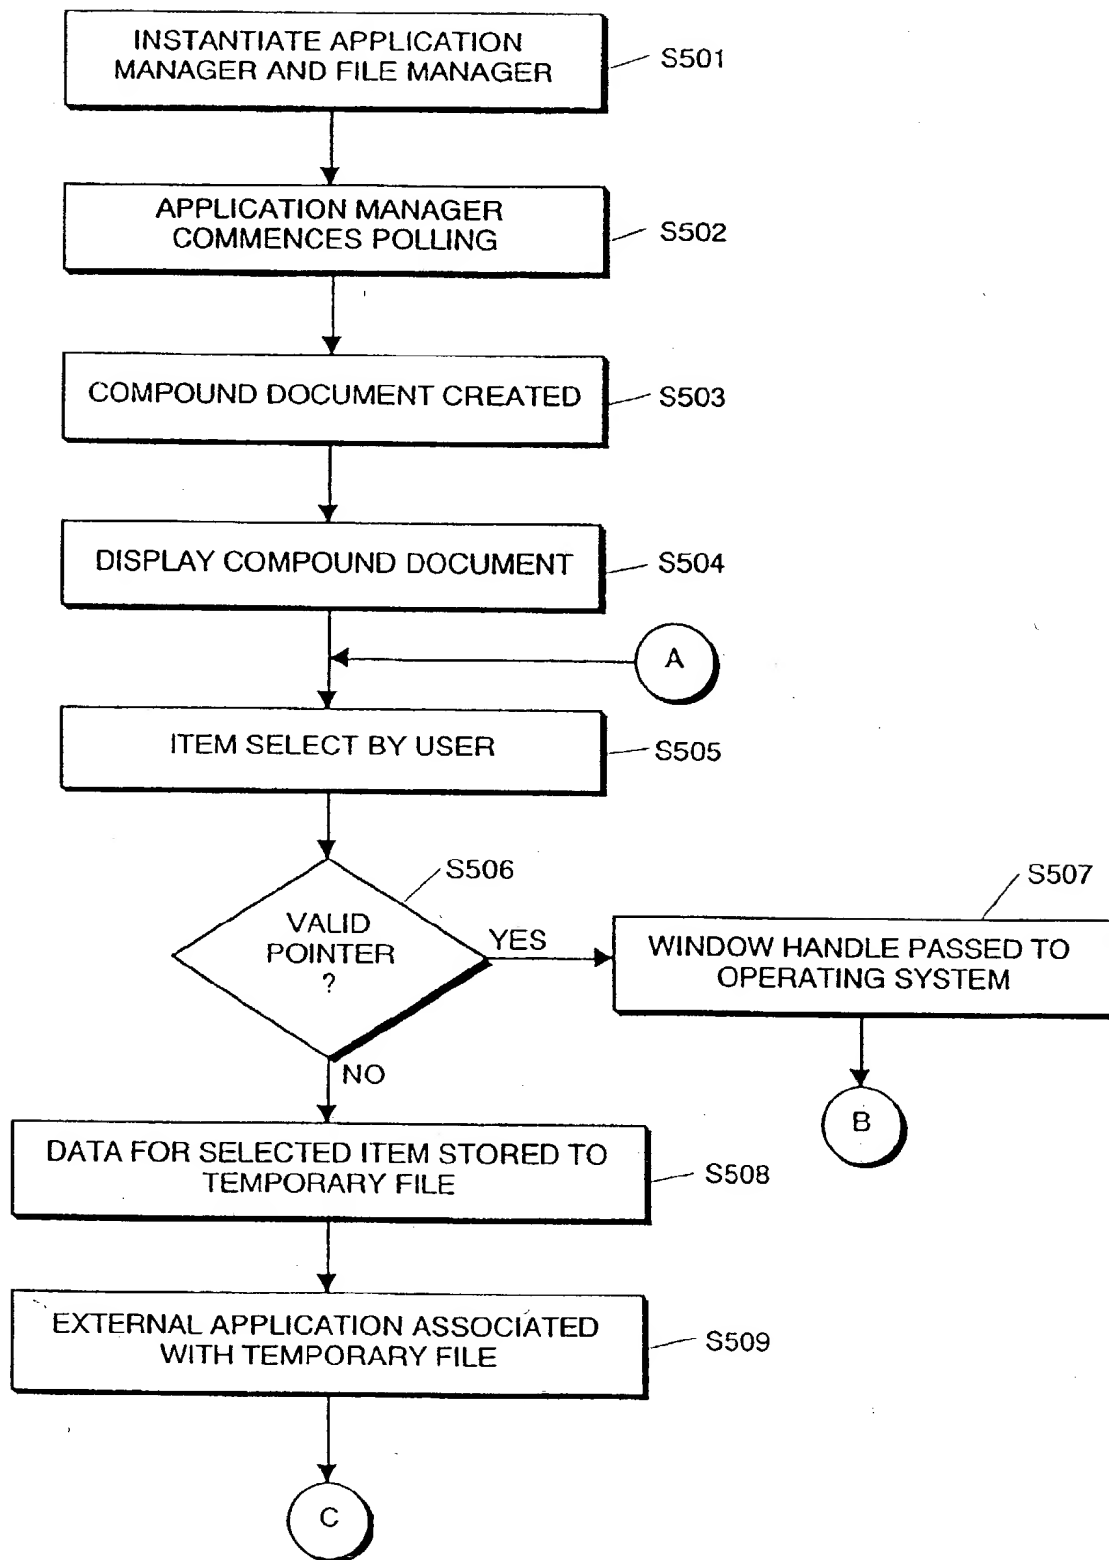 INSTANTIATE APPLICATION
MANAGER AND FILE MANAGER
S501
APPLICATION MANAGER
COMMENCES POLLING
S502
COMPOUND DOCUMENT CREATED
S503
DISPLAY COMPOUND DOCUMENT
S504
A
ITEM SELECT BY USER
S505
S506
VALID
POINTER
?
YES
S507
WINDOW HANDLE PASSED TO
OPERATING SYSTEM
B
NO
DATA FOR SELECTED ITEM STORED TO
TEMPORARY FILE
S508
EXTERNAL APPLICATION ASSOCIATED
WITH TEMPORARY FILE
S509
C